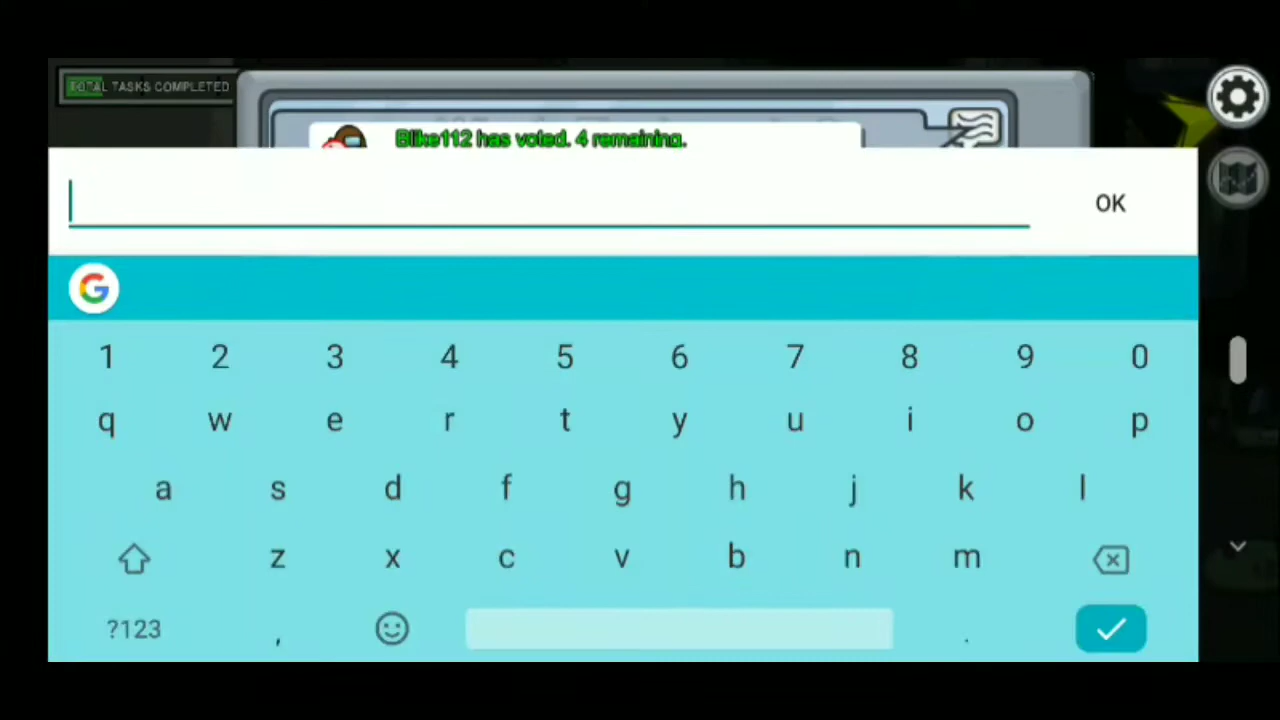 TOTAL TASKS COMPLETED
Blike112 has voted. 4 remaining.
OK
G
1 2 3 4 5 6 7 8 9 0
q w e r t y u i o p
a s d f g h j k l
z x c v b n m
?123 , .